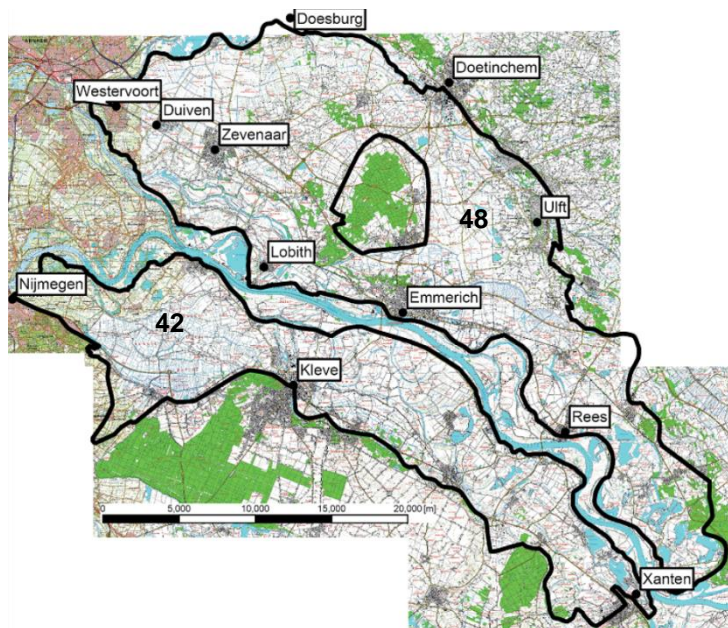 Doesburg
Doetinchem
Westervoort
Duiven
Zevenaar
48
Ulft
Lobith
Nijmegen
Emmerich
42
Kleve
Rees
0 5,000 10,000 15,000 20,000 [m]
Xanten